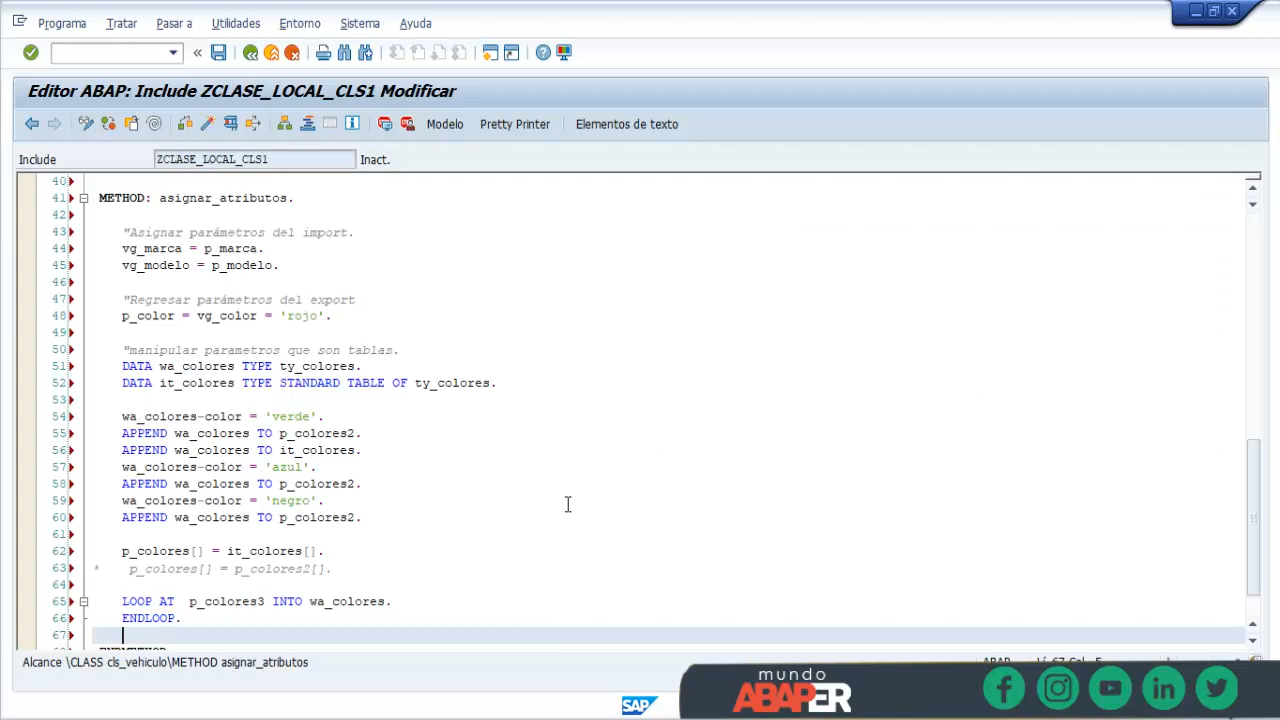 Programa Tratar Pasar a Utilidades Entorno Sistema Ayuda
Editor ABAP: Include ZCLASE_LOCAL_CLS1 Modificar
Modelo Pretty Printer Elementos de texto
Include ZCLASE_LOCAL_CLS1 Inact.
40
41 METHOD: asignar_atributos.
42
43 "Asignar parámetros del import.
44 vg_marca = p_marca.
45 vg_modelo = p_modelo.
46
47 "Regresar parámetros del export
48 p_color = vg_color = 'rojo'.
49
50 "manipular parametros que son tablas.
51 DATA wa_colores TYPE ty_colores.
52 DATA it_colores TYPE STANDARD TABLE OF ty_colores.
53
54 wa_colores-color = 'verde'.
55 APPEND wa_colores TO p_colores2.
56 APPEND wa_colores TO it_colores.
57 wa_colores-color = 'azul'.
58 APPEND wa_colores TO p_colores2.
59 wa_colores-color = 'negro'.
60 APPEND wa_colores TO p_colores2.
61
62 p_colores[] = it_colores[].
63 * p_colores[] = p_colores2[].
64
65 LOOP AT p_colores3 INTO wa_colores.
66 ENDLOOP.
67
Alcance \CLASS cls_vehiculo\METHOD asignar_atributos
SAP
mundo
ABAPER